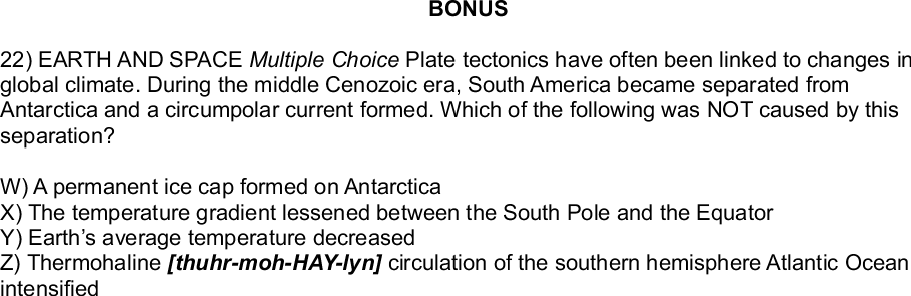 BONUS
22) EARTH AND SPACE Multiple Choice Plate tectonics have often been linked to changes in
global climate. During the middle Cenozoic era, South America became separated from
Antarctica and a circumpolar current formed. Which of the following was NOT caused by this
separation?
W) A permanent ice cap formed on Antarctica
X) The temperature gradient lessened between the South Pole and the Equator
Y) Earth’s average temperature decreased
Z) Thermohaline [thuhr-moh-HAY-lyn] circulation of the southern hemisphere Atlantic Ocean
intensified